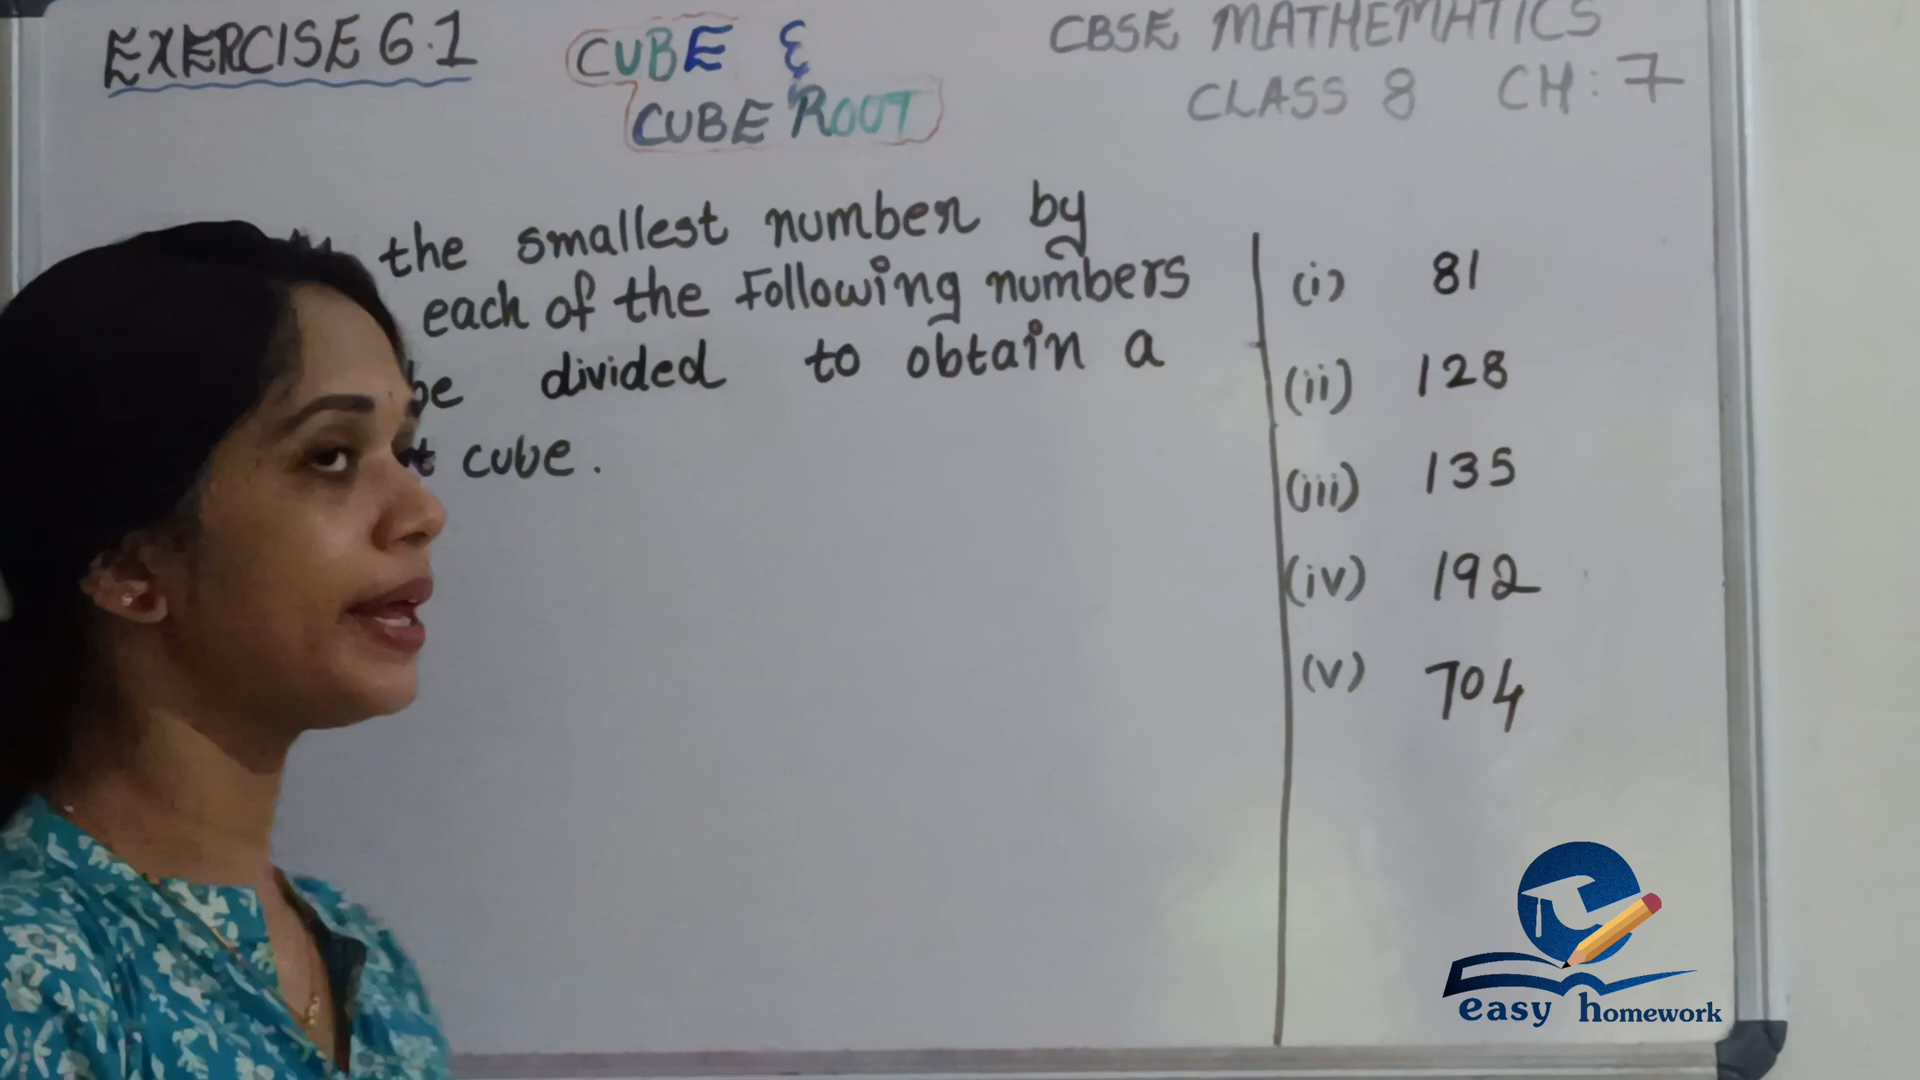 EXERCISE 6.1
CUBE &
CUBE ROOT
CBSE MATHEMATICS
CLASS 8 CH: 7
the smallest number by
each of the Following numbers
be divided to obtain a
cube.
(i) 81
(ii) 128
(iii) 135
(iv) 192
(v) 704
easy homework